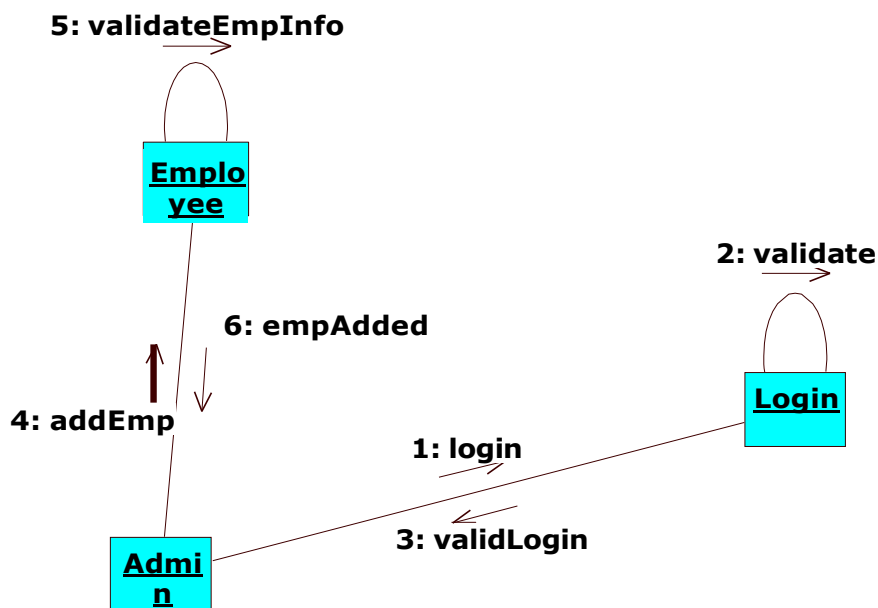 5: validateEmpInfo
Emplo
yee
2: validate
6: empAdded
Login
4: addEmp
1: login
3: validLogin
Admi
n